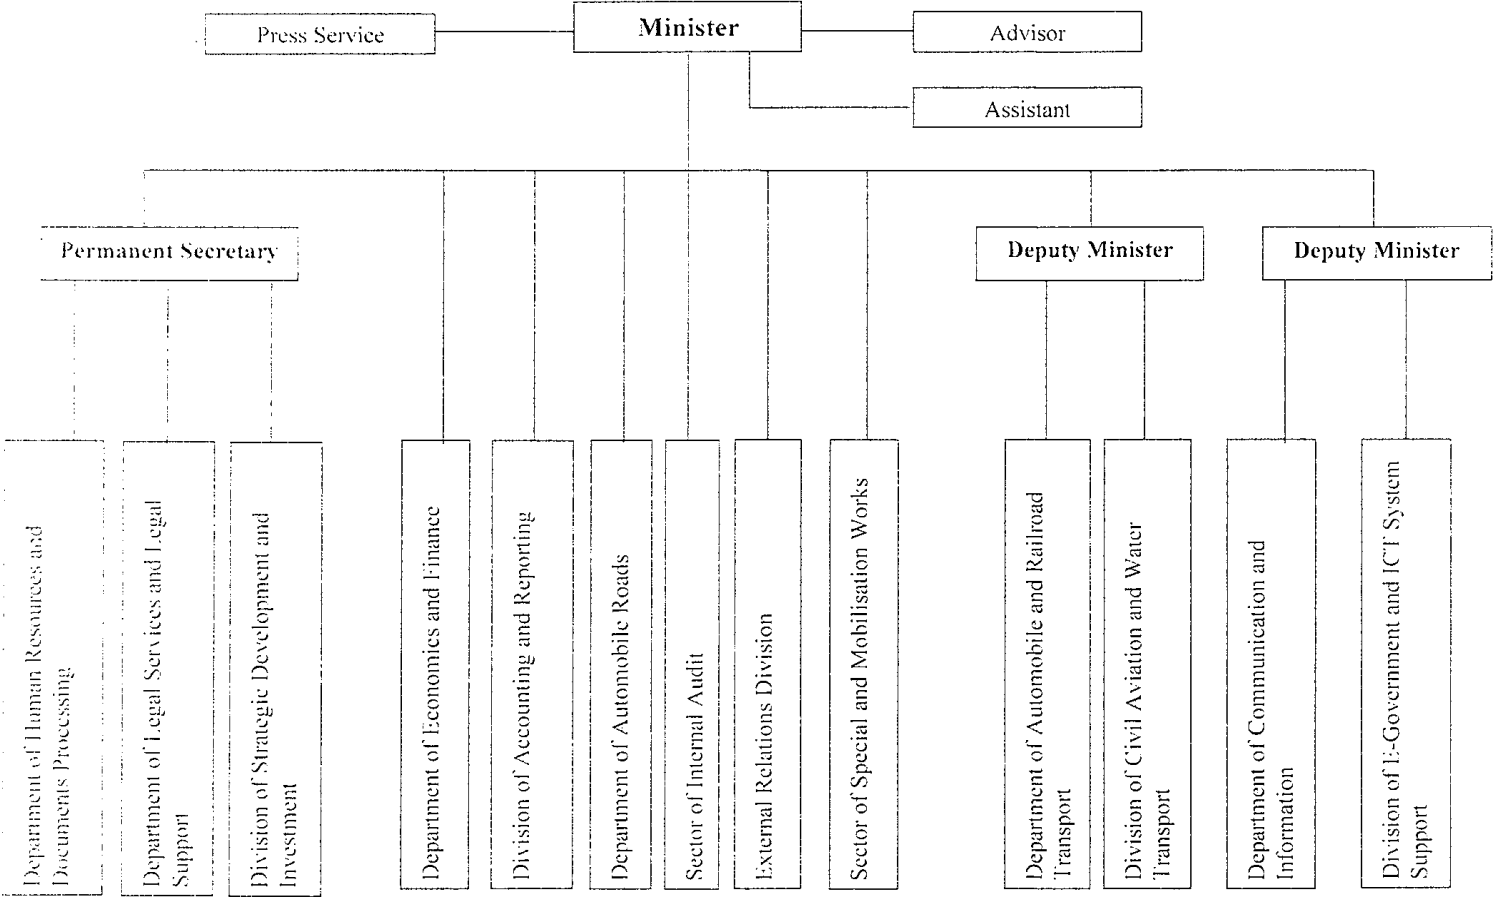 Press Service
Minister
Advisor
Assistant
Permanent Secretary
Deputy Minister
Deputy Minister
Department of Human Resources and
Documents Processing
Department of Legal Services and Legal
Support
Division of Strategic Development and
Investment
Department of Economics and Finance
Division of Accounting and Reporting
Department of Automobile Roads
Sector of Internal Audit
External Relations Division
Sector of Special and Mobilisation Works
Department of Automobile and Railroad
Transport
Division of Civil Aviation and Water
Transport
Department of Communication and
Information
Division of E-Government and ICT System
Support